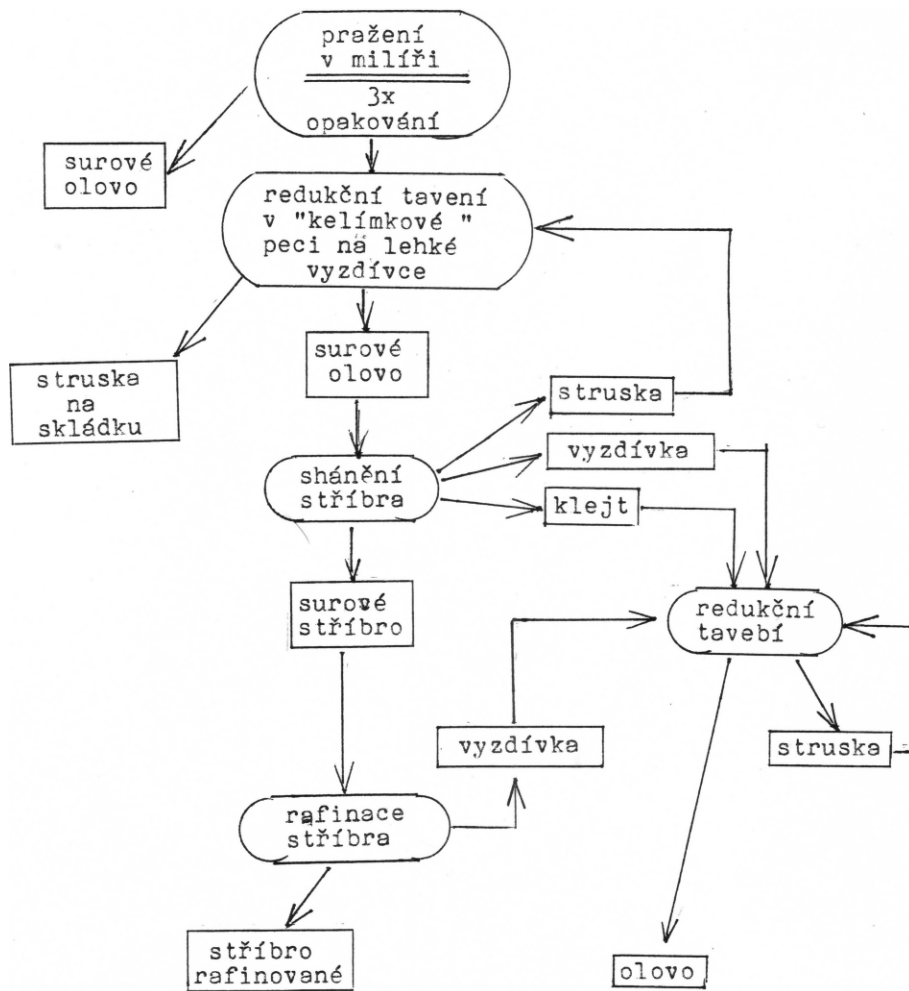 pražení
v milíři
3x
opakování
surové
olovo
redukční tavení
v "kelímkové "
peci na lehké
vyzdívce
struska
na
skládku
surové
olovo
struska
vyzdívka
klejt
shánění
stříbra
surové
stříbro
redukční
tavebí
vyzdívka
struska
rafinace
stříbra
stříbro
rafinované
olovo